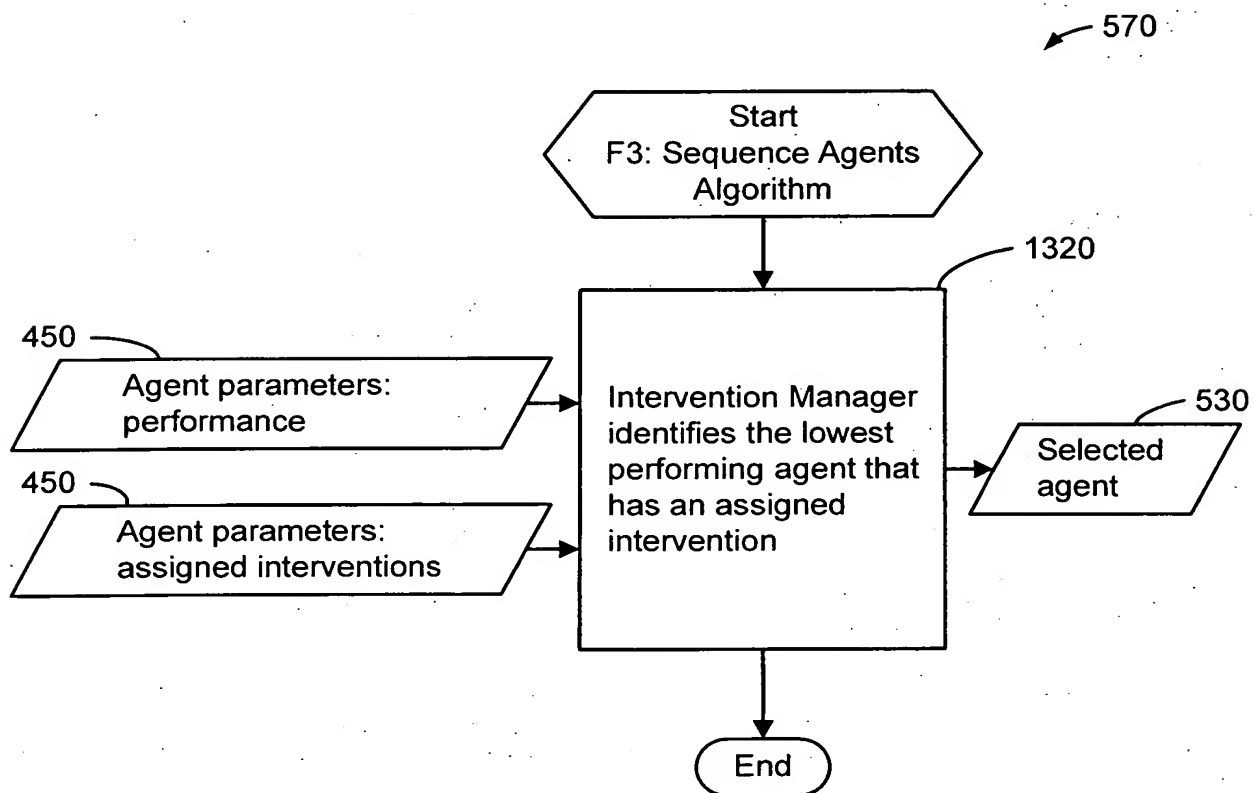 570
Start
F3: Sequence Agents
Algorithm
1320
450
Agent parameters:
performance
450
Agent parameters:
assigned interventions
Intervention Manager
identifies the lowest
performing agent that
has an assigned
intervention
530
Selected
agent
End